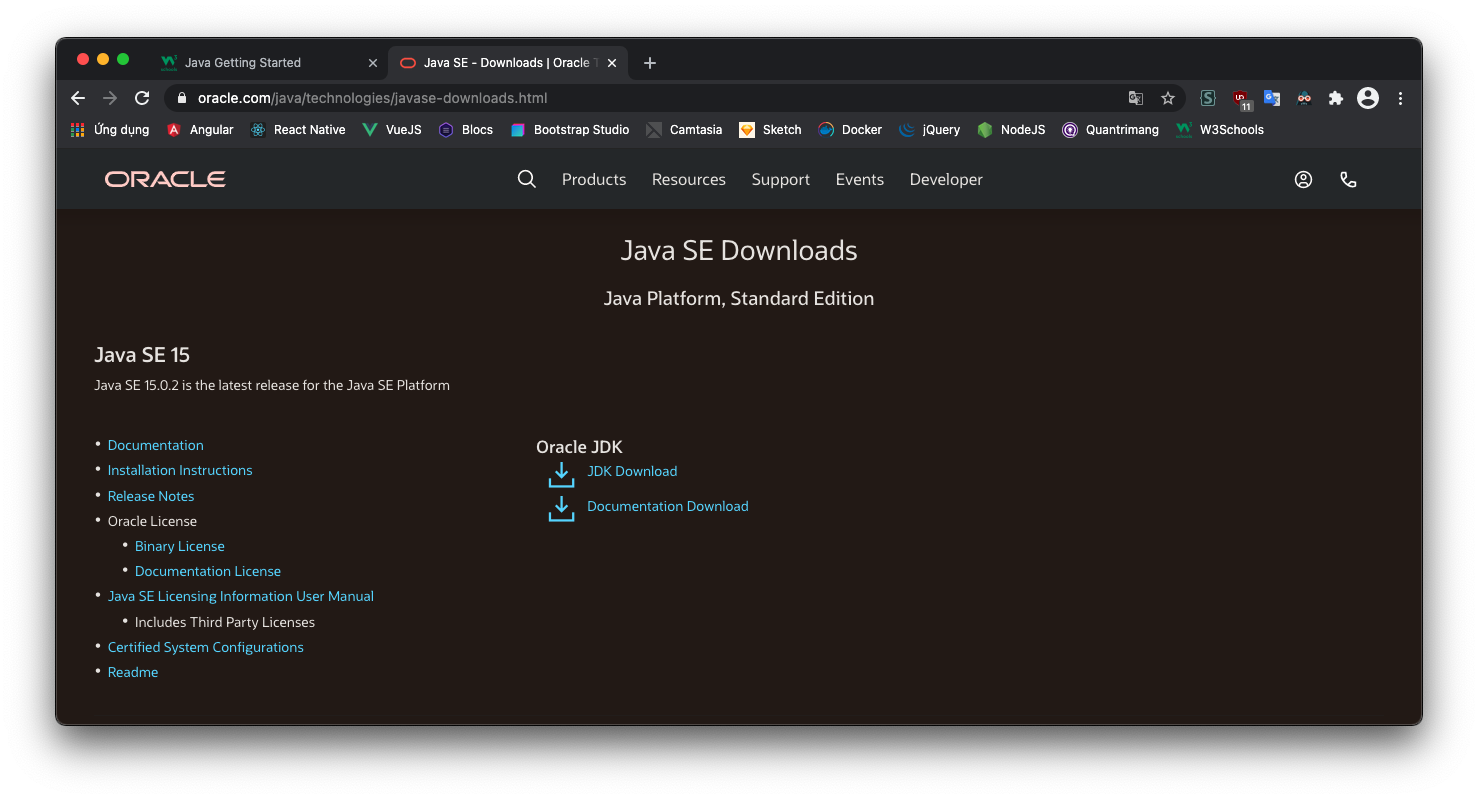 Java Getting Started
Java SE - Downloads | Oracle T
oracle.com/java/technologies/javase-downloads.html
11
Ứng dụng Angular React Native VueJS Blocs Bootstrap Studio Camtasia Sketch Docker jQuery NodeJS Quantrimang W3Schools
ORACLE Products Resources Support Events Developer
Java SE Downloads
Java Platform, Standard Edition
Java SE 15
Java SE 15.0.2 is the latest release for the Java SE Platform
• Documentation
• Installation Instructions
• Release Notes
• Oracle License
• Binary License
• Documentation License
• Java SE Licensing Information User Manual
• Includes Third Party Licenses
• Certified System Configurations
• Readme
Oracle JDK
JDK Download
Documentation Download